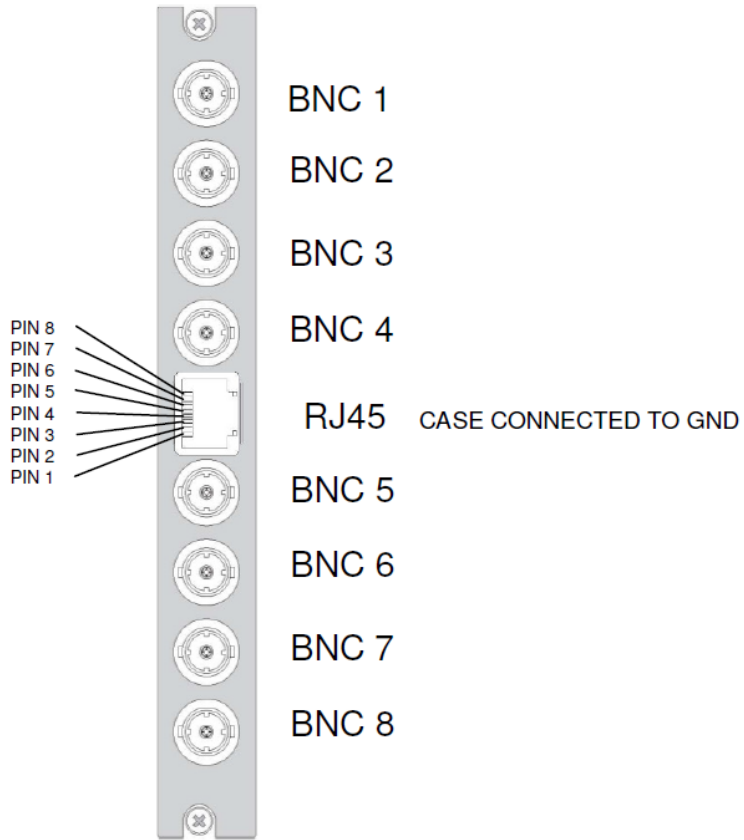 BNC 1
BNC 2
BNC 3
BNC 4
PIN 8
PIN 7
PIN 6
PIN 5
PIN 4
PIN 3
PIN 2
PIN 1
RJ45 CASE CONNECTED TO GND
BNC 5
BNC 6
BNC 7
BNC 8